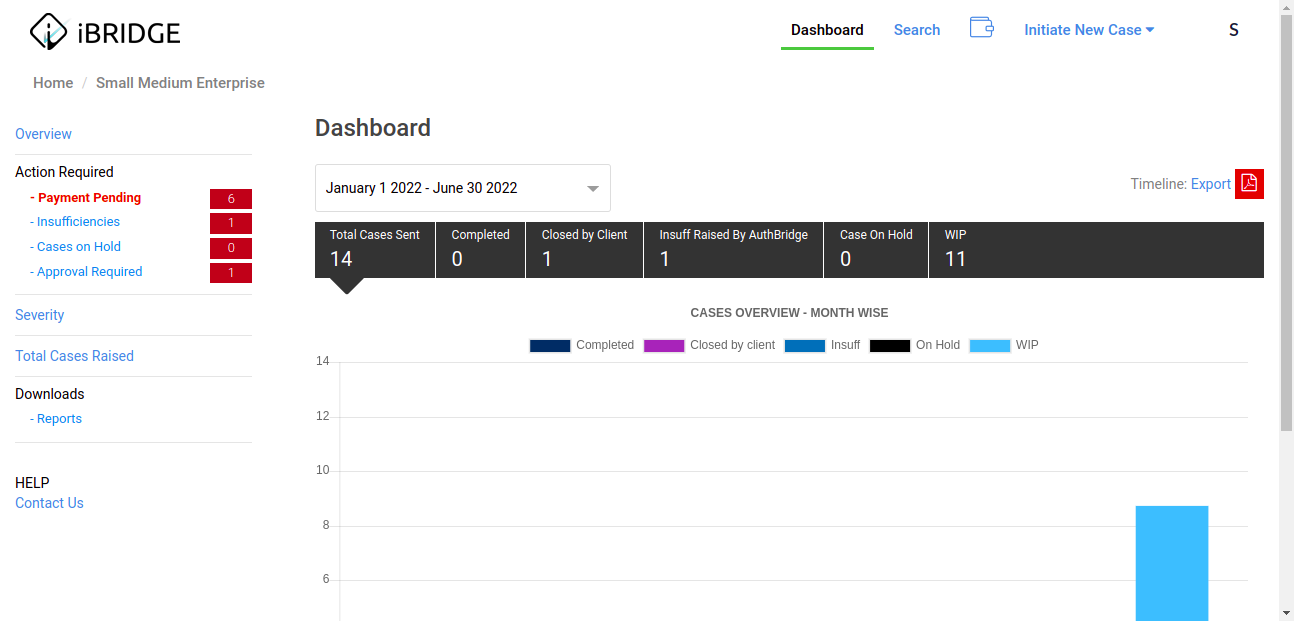 iBRIDGE
Dashboard
Search
Initiate New Case
S
Home / Small Medium Enterprise
Overview
Action Required
- Payment Pending 6
- Insufficiencies 1
- Cases on Hold 0
- Approval Required 1
Severity
Total Cases Raised
Downloads
- Reports
HELP
Contact Us
Dashboard
January 1 2022 - June 30 2022
Timeline: Export
Total Cases Sent
14
Completed
0
Closed by Client
1
Insuff Raised By AuthBridge
1
Case On Hold
0
WIP
11
CASES OVERVIEW - MONTH WISE
Completed
Closed by client
Insuff
On Hold
WIP
14
12
10
8
6